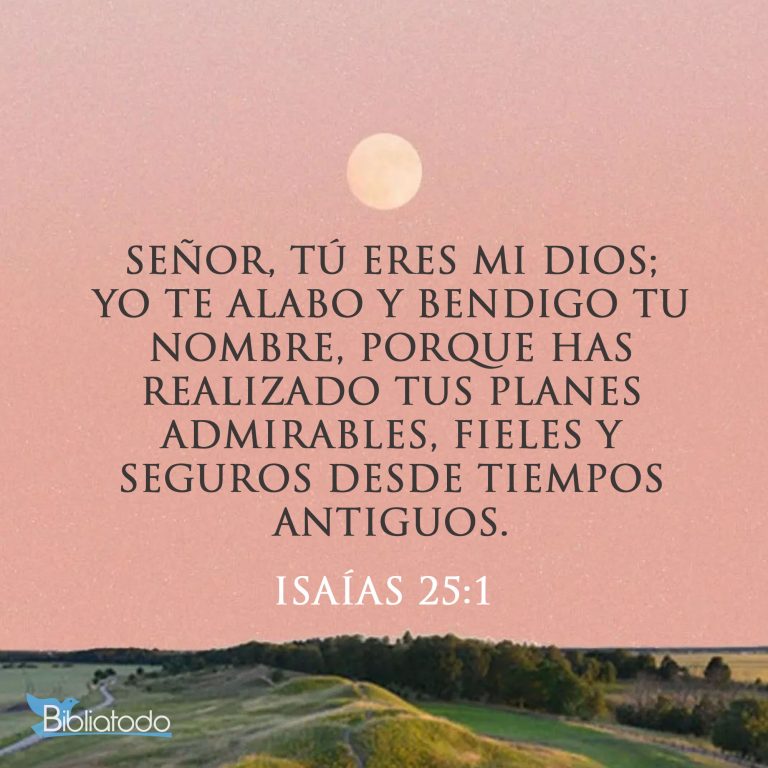 SEÑOR, TÚ ERES MI DIOS;
YO TE ALABO Y BENDIGO TU
NOMBRE, PORQUE HAS
REALIZADO TUS PLANES
ADMIRABLES, FIELES Y
SEGUROS DESDE TIEMPOS
ANTIGUOS.
ISAÍAS 25:1
Bibliatodo